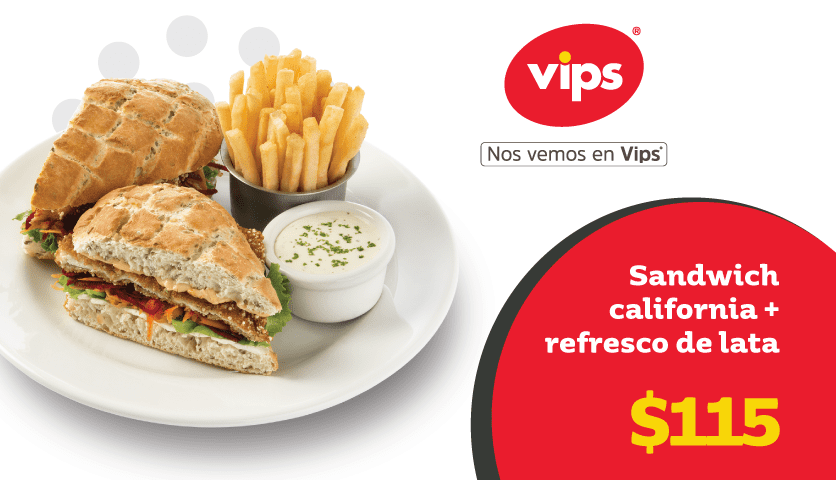 vips®
Nos vemos en Vips®
Sandwich
california +
refresco de lata
$115